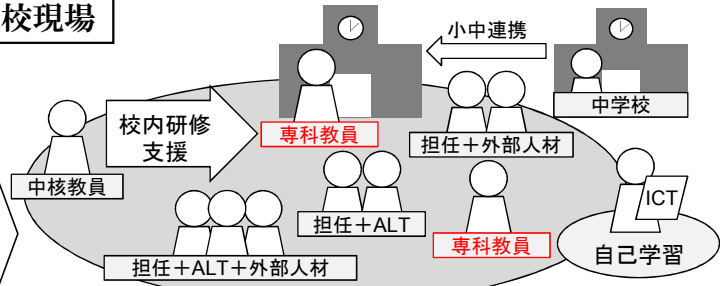 校現場
小中連携
中学校
校内研修
支援
専科教員
担任＋外部人材
中核教員
ICT
担任＋ALT
専科教員
自己学習
担任＋ALT＋外部人材